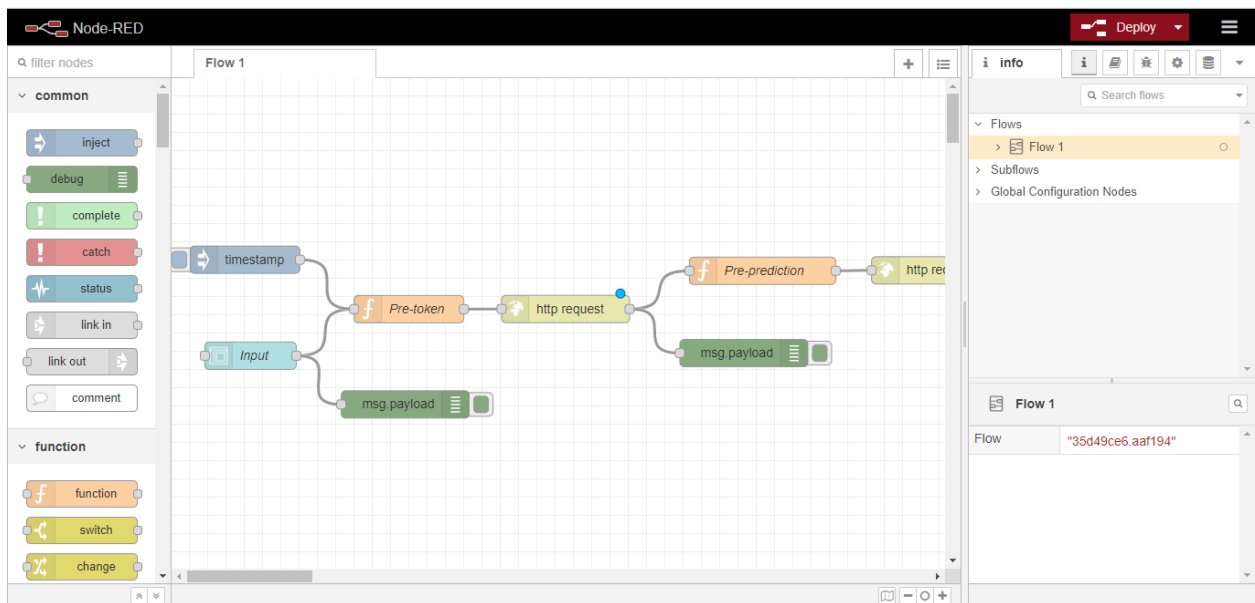 Node-RED
Deploy
filter nodes
Flow 1
i info
i
Search flows
common
inject
debug
complete
catch
status
link in
link out
comment
function
function
switch
change
timestamp
Input
Pre-token
msg.payload
http request
Pre-prediction
msg.payload
http req
Flows
Flow 1
Subflows
Global Configuration Nodes
Flow 1
Flow
"35d49ce6.aaf194"